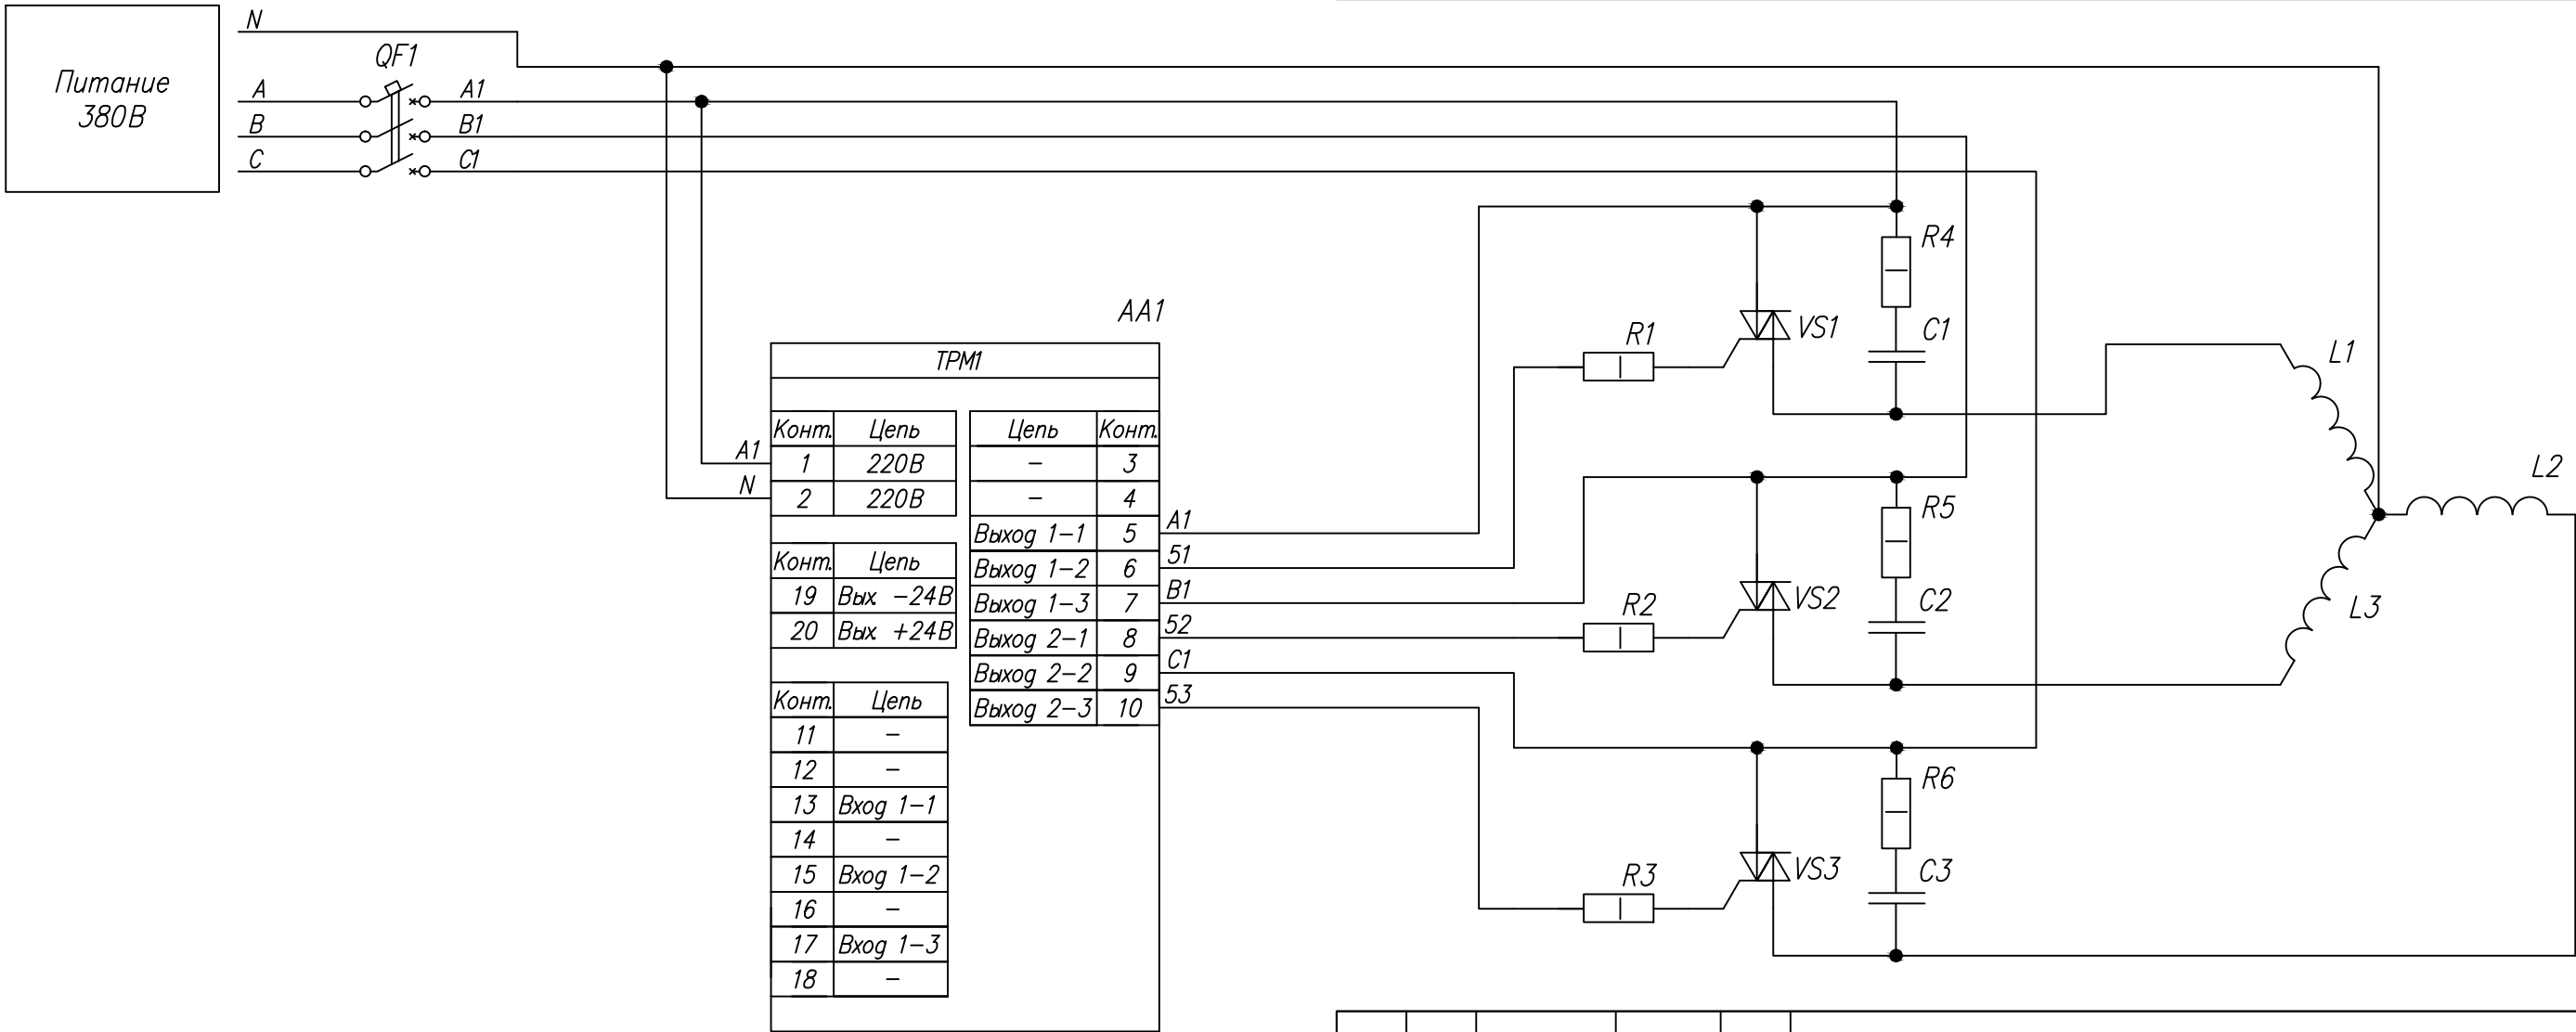 N
QF1
Питание
380В
A A1
B B1
C C1
AA1
ТРМ1
Конт. Цепь Цепь Конт.
A1 1 220В – 3
N 2 220В – 4
Выход 1-1 5 A1
Конт. Цепь Выход 1-2 6 51
19 Вых. -24В Выход 1-3 7 B1
20 Вых. +24В Выход 2-1 8 52
Выход 2-2 9 C1
Конт. Цепь Выход 2-3 10 53
11 –
12 –
13 Вход 1-1
14 –
15 Вход 1-2
16 –
17 Вход 1-3
18 –
R4
R1 VS1 C1
L1
L2
R5
R2 VS2 C2
L3
R6
R3 VS3 C3